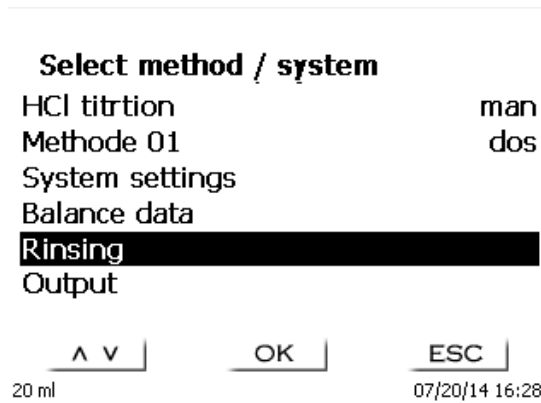 Select method / system
HCl titrtion man
Methode 01 dos
System settings
Balance data
Rinsing
Output
∧ ∨ OK ESC
20 ml 07/20/14 16:28